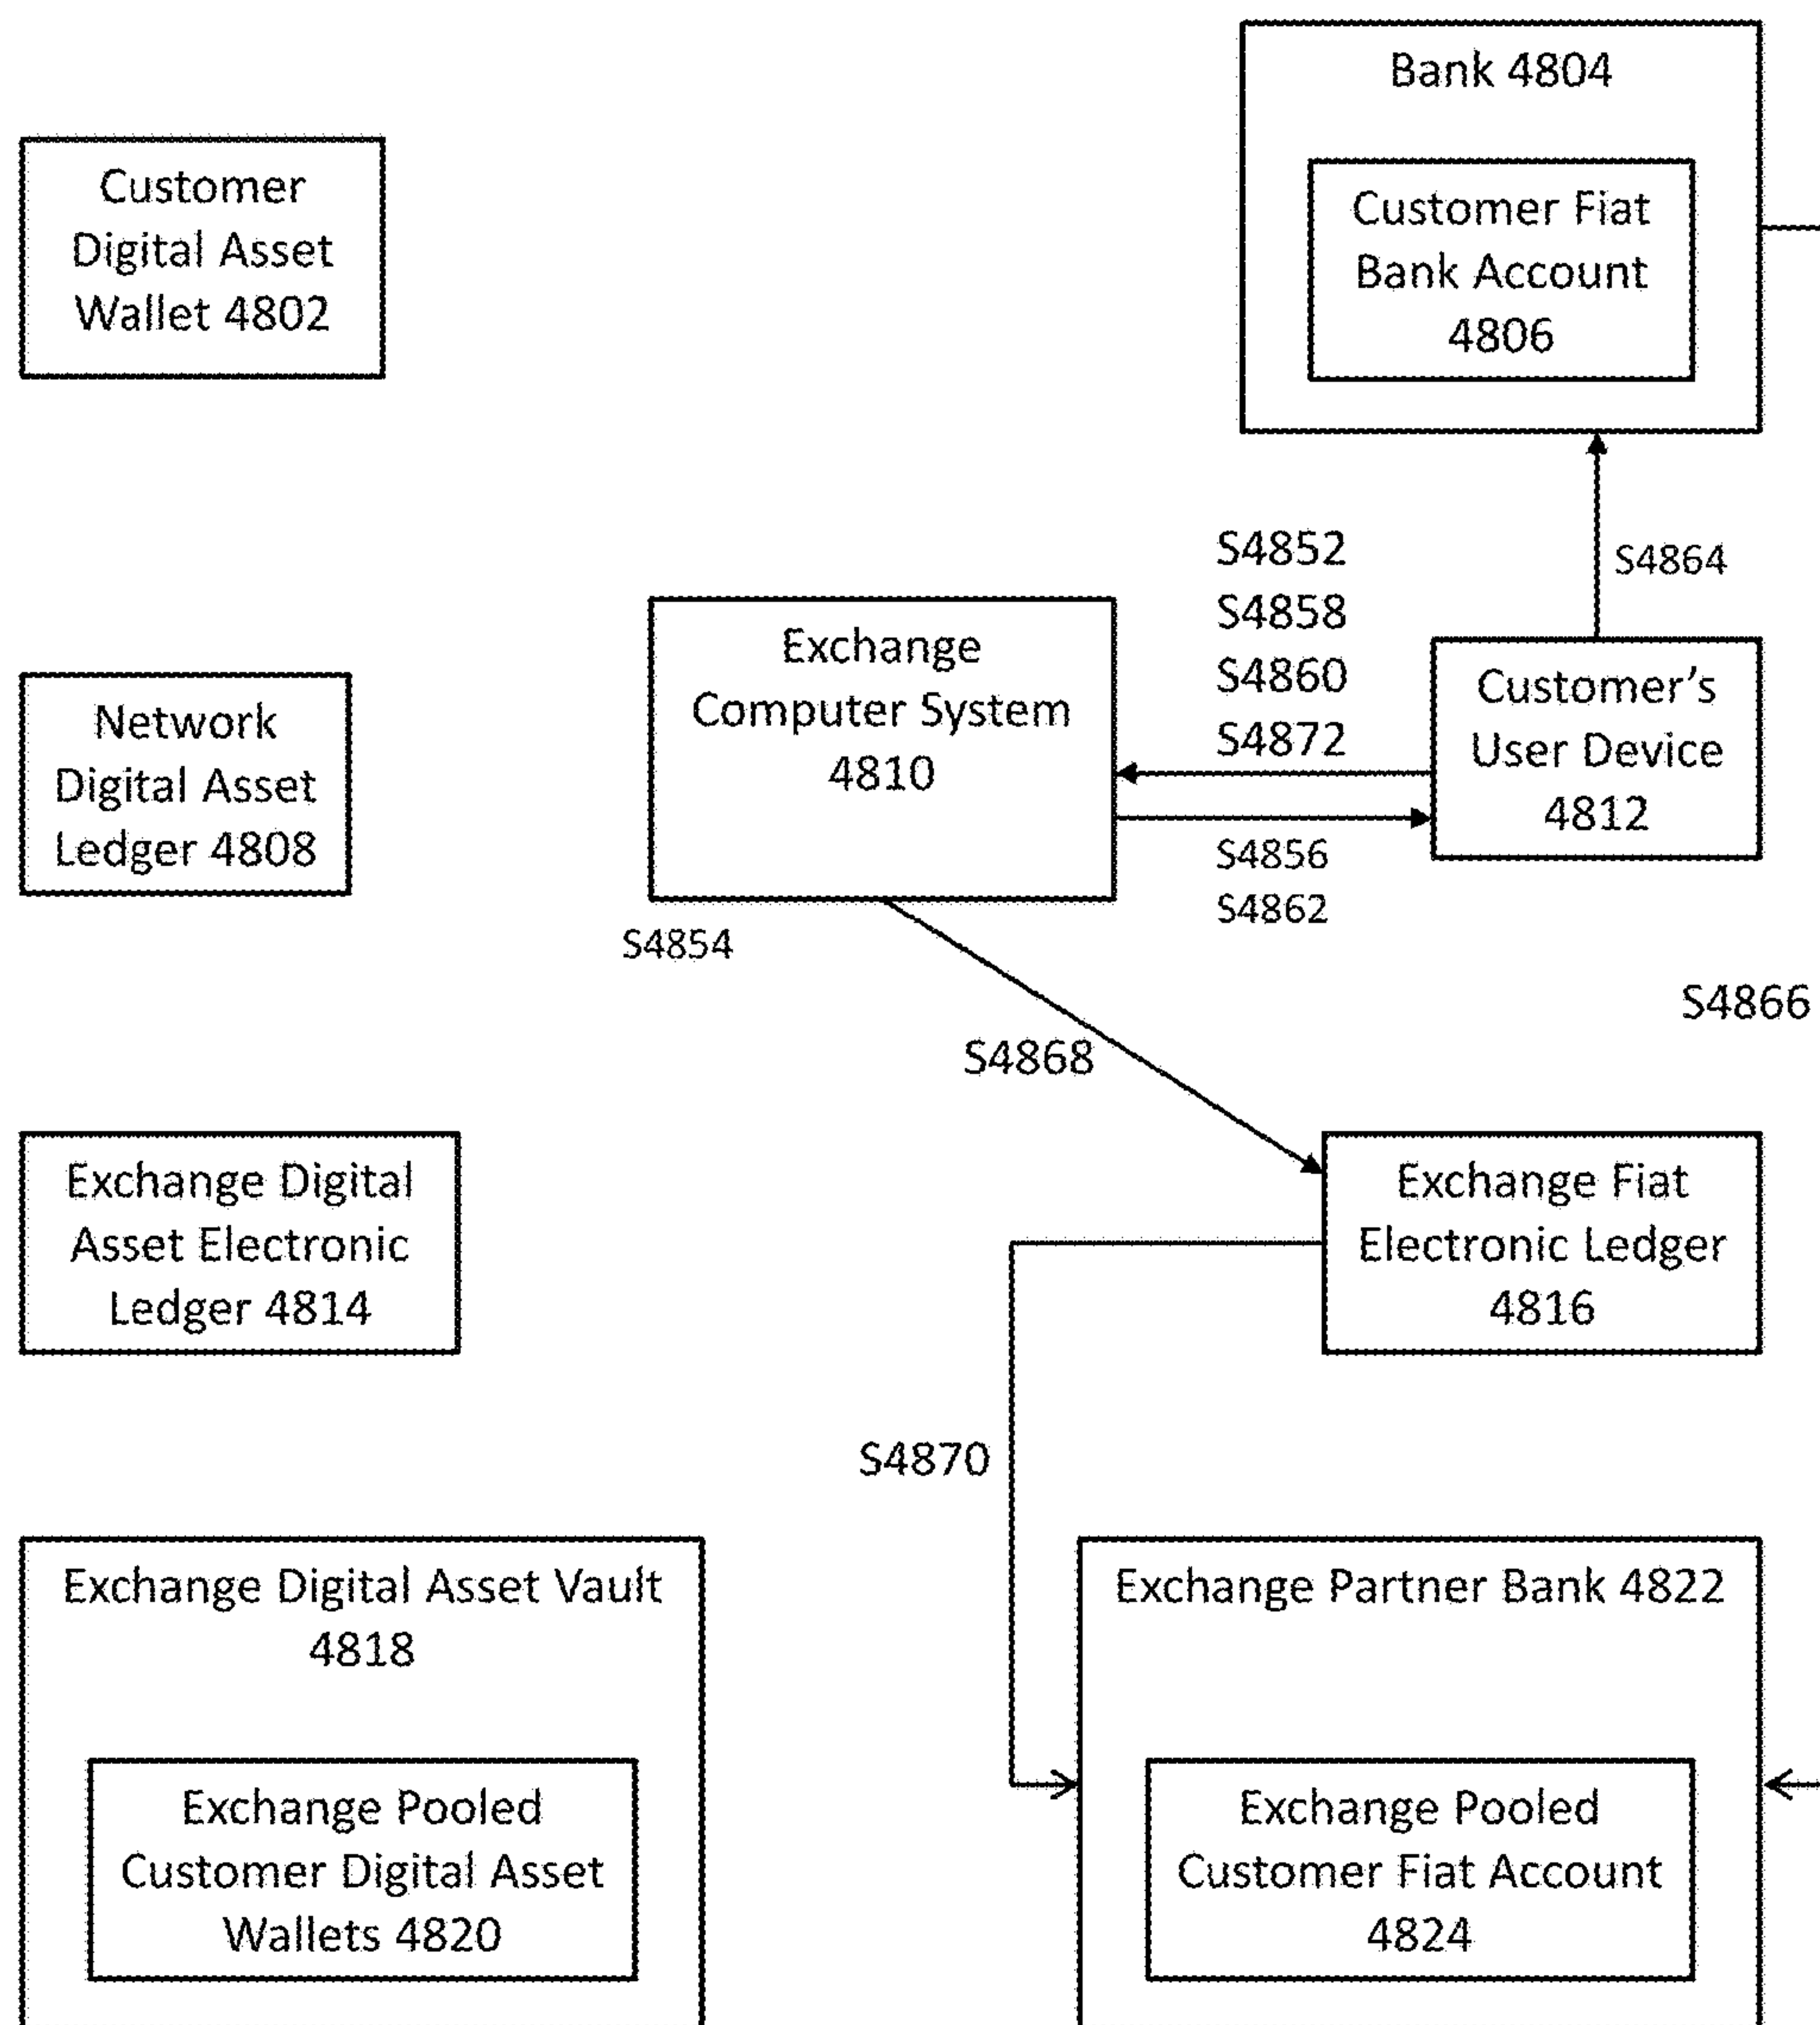 Bank 4804
Customer
Digital Asset
Wallet 4802
Customer Fiat
Bank Account
4806
S4852
S4858
S4860
S4872
S4864
Exchange
Computer System
4810
Customer's
User Device
4812
Network
Digital Asset
Ledger 4808
S4856
S4862
S4854
S4866
S4868
Exchange Digital
Asset Electronic
Ledger 4814
Exchange Fiat
Electronic Ledger
4816
S4870
Exchange Digital Asset Vault
4818
Exchange Partner Bank 4822
Exchange Pooled
Customer Digital Asset
Wallets 4820
Exchange Pooled
Customer Fiat Account
4824